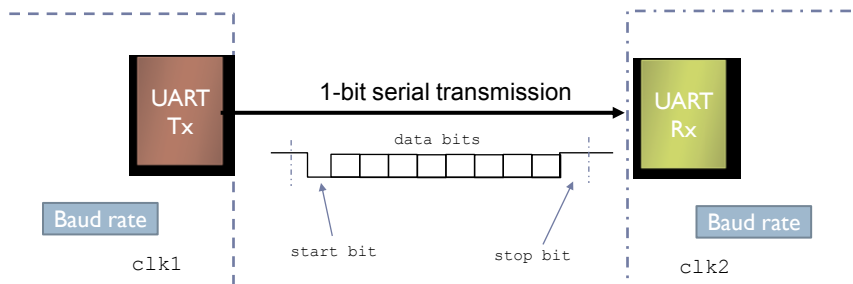 UART
Tx
1-bit serial transmission
UART
Rx
data bits
Baud rate
start bit
stop bit
Baud rate
clk1
clk2